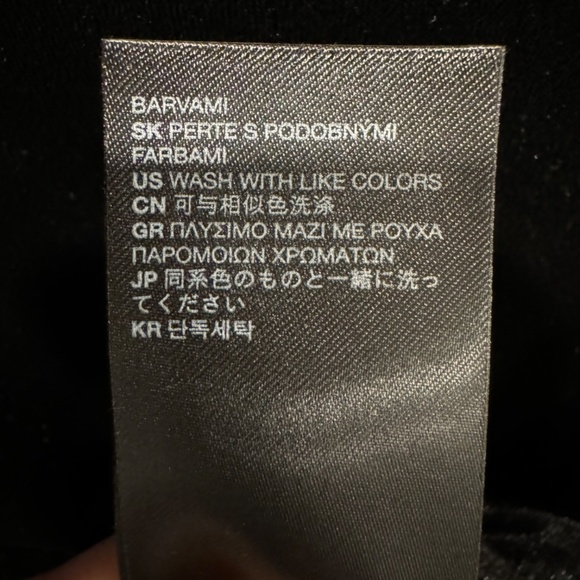 BARVAMI
SK PERTE S PODOBNÝMI
FARBAMI
US WASH WITH LIKE COLORS
CN 可与相似色洗涤
GR ΠΛΥΣΙΜΟ ΜΑΖΙ ΜΕ ΡΟΥΧΑ
ΠΑΡΟΜΟΙΩΝ ΧΡΩΜΑΤΩΝ
JP 同系色のものと一緒に洗っ
てください
KR 단독세탁